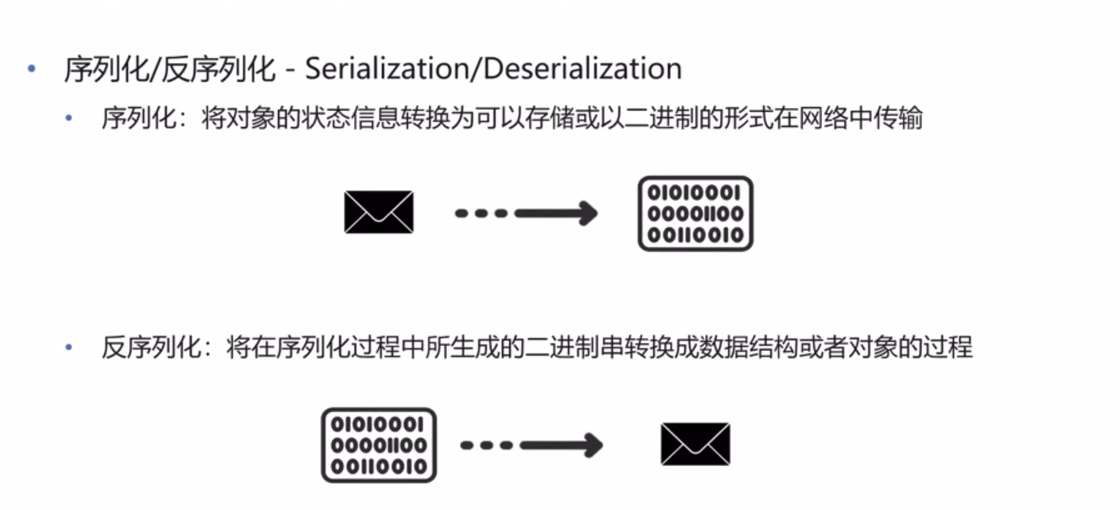 序列化/反序列化 - Serialization/Deserialization
序列化：将对象的状态信息转换为可以存储或以二进制的形式在网络中传输
01010001
00001100
00110010
反序列化：将在序列化过程中所生成的二进制串转换成数据结构或者对象的过程
01010001
00001100
00110010